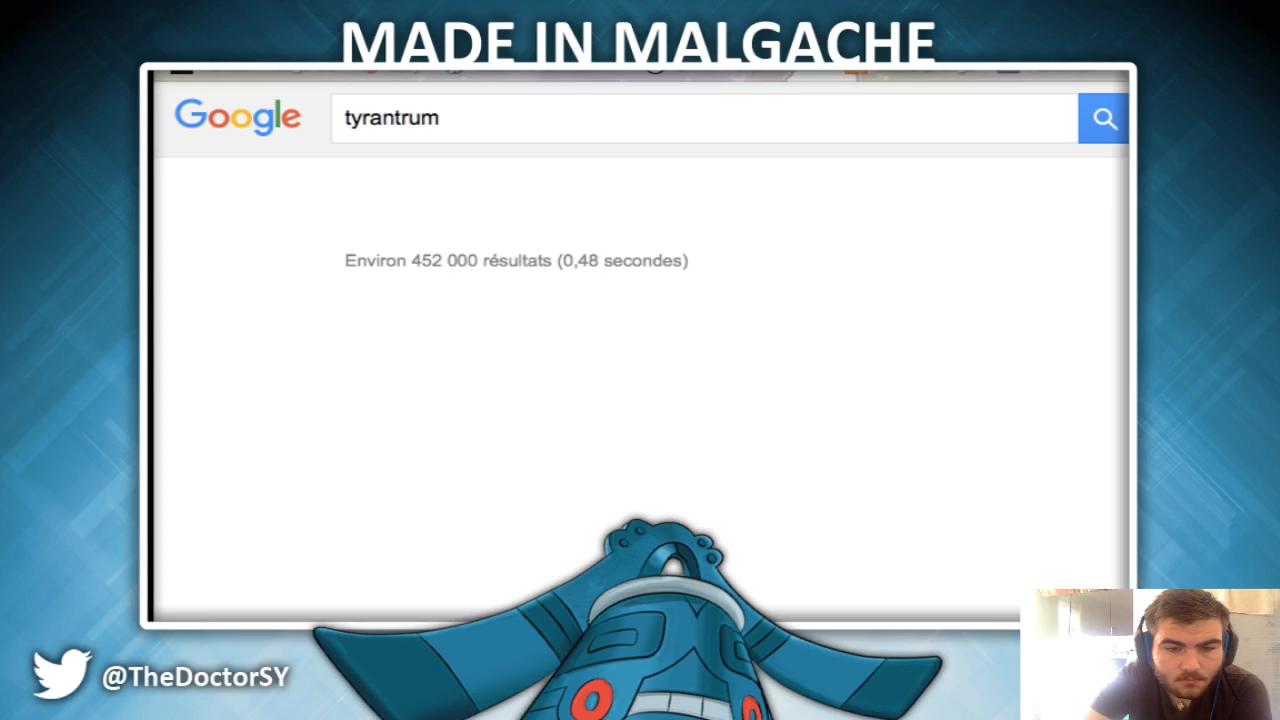 MADE IN MALGACHE
Google
tyrantrum
Environ 452 000 résultats (0,48 secondes)
@TheDoctorSY